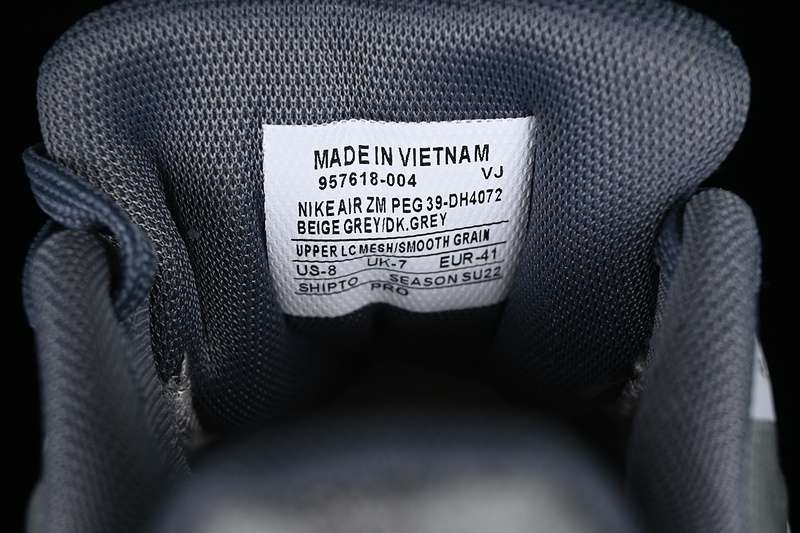 MADE IN VIETNAM
957618-004 VJ
NIKE AIR ZM PEG 39-DH4072
BEIGE GREY/DK.GREY
UPPER LC MESH/SMOOTH GRAIN
US-8 UK-7 EUR-41
SHIPTO SEASON SU22
PRO